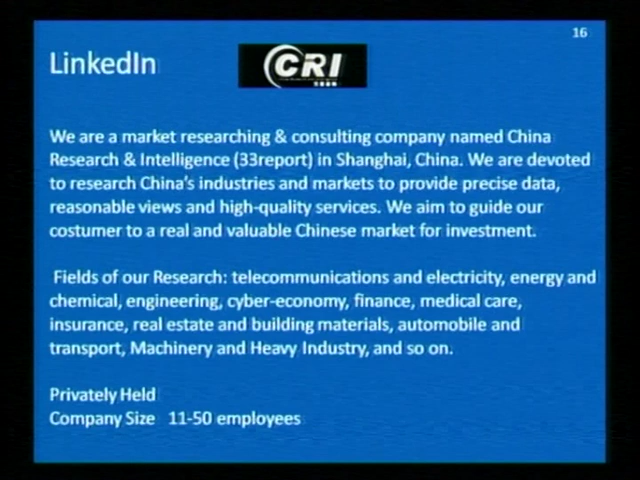 16
LinkedIn
CRI
We are a market researching & consulting company named China
Research & Intelligence (33report) in Shanghai, China. We are devoted
to research China's industries and markets to provide precise data,
reasonable views and high-quality services. We aim to guide our
costumer to a real and valuable Chinese market for investment.
Fields of our Research: telecommunications and electricity, energy and
chemical, engineering, cyber-economy, finance, medical care,
insurance, real estate and building materials, automobile and
transport, Machinery and Heavy Industry, and so on.
Privately Held
Company Size 11-50 employees